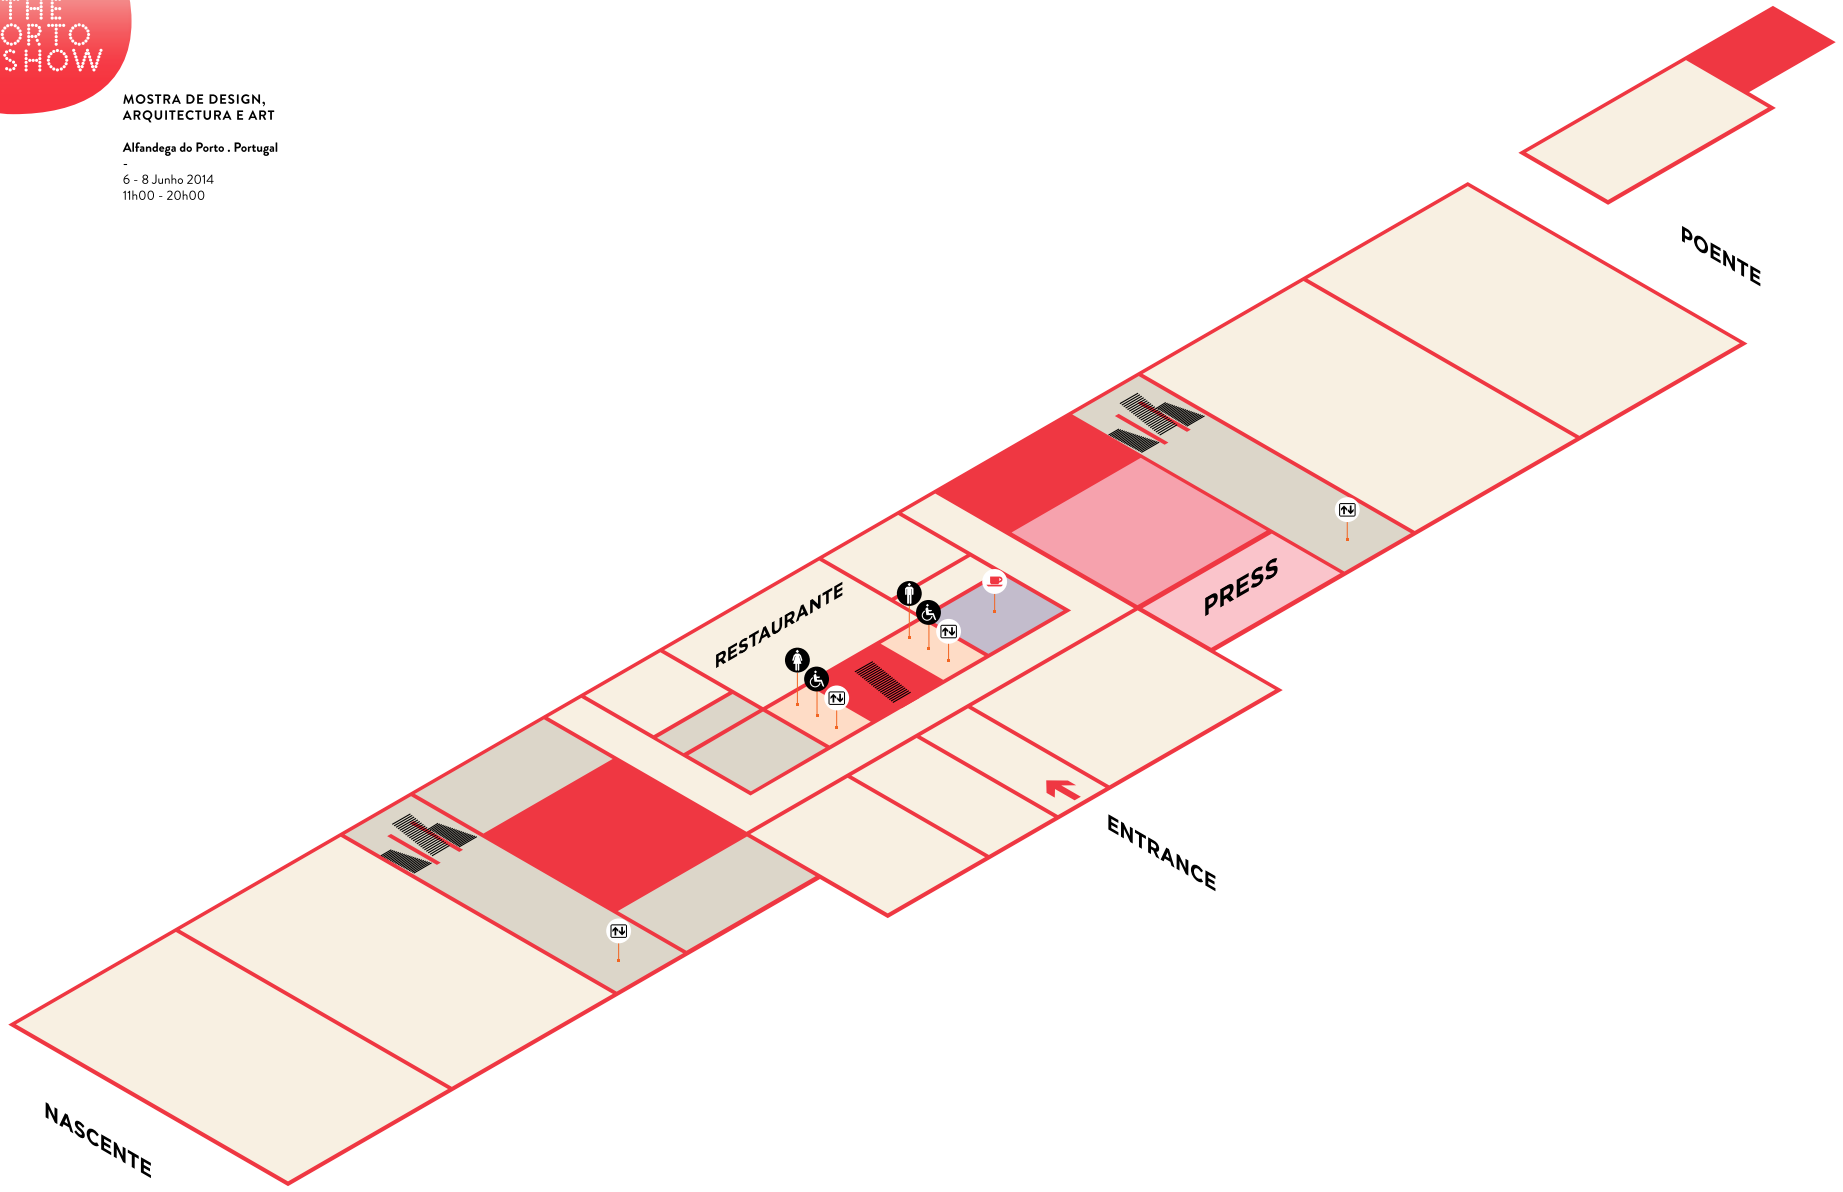 THE
ORTO
SHOW
MOSTRA DE DESIGN,
ARQUITECTURA E ART
Alfandega do Porto . Portugal
-
6 - 8 Junho 2014
11h00 - 20h00
POENTE
PRESS
RESTAURANTE
ENTRANCE
NASCENTE